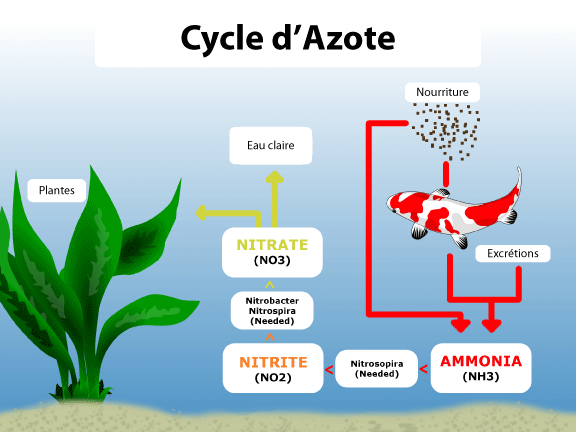 Cycle d'Azote
Nourriture
Eau claire
Plantes
Excrétions
NITRATE
(NO3)
Nitrobacter
Nitrospira
(Needed)
NITRITE
(NO2)
Nitrosopira
(Needed)
AMMONIA
(NH3)